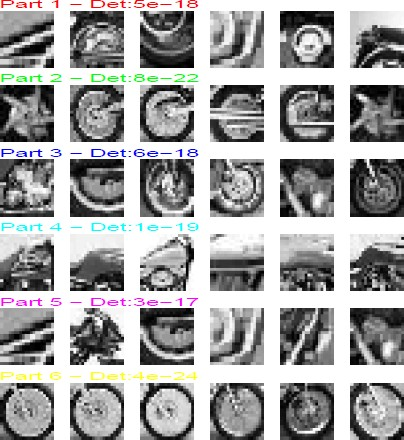 Part 1 - Det:5e-18
Part 2 - Det:8e-22
Part 3 - Det:6e-18
Part 4 - Det:1e-19
Part 5 - Det:3e-17
Part 6 - Det:4e-24